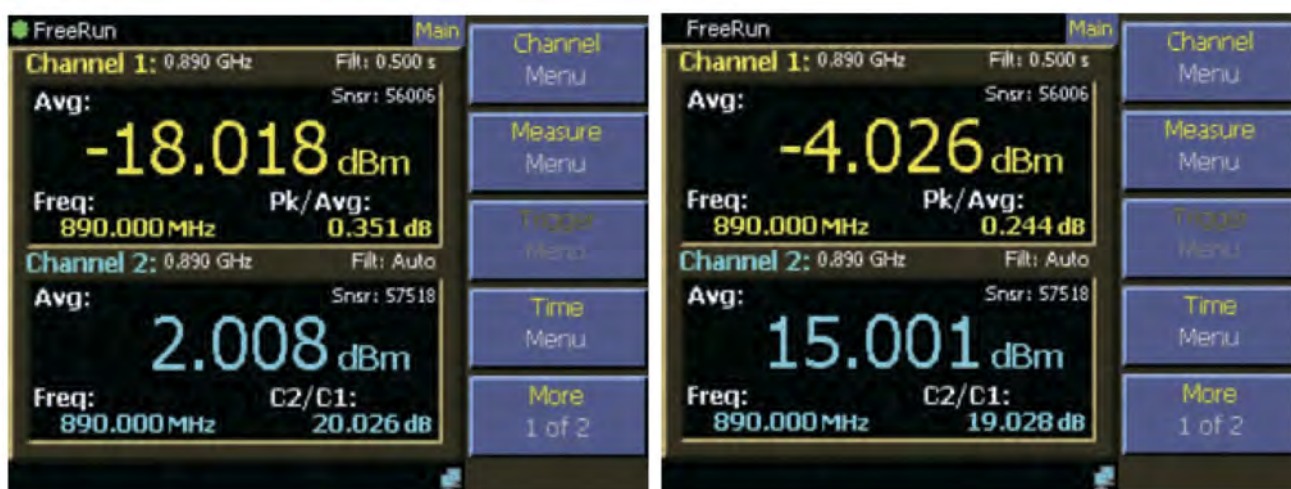 FreeRun Main
Channel 1: 0.890 GHz Filt: 0.500 s
Avg: Snsr: 56006
-18.018 dBm
Freq: Pk/Avg:
890.000 MHz 0.351 dB
Channel 2: 0.890 GHz Filt: Auto
Avg: Snsr: 57518
2.008 dBm
Freq: C2/C1:
890.000 MHz 20.026 dB
Channel
Menu
Measure
Menu
Trigger
Menu
Time
Menu
More
1 of 2
FreeRun Main
Channel 1: 0.890 GHz Filt: 0.500 s
Avg: Snsr: 56006
-4.026 dBm
Freq: Pk/Avg:
890.000 MHz 0.244 dB
Channel 2: 0.890 GHz Filt: Auto
Avg: Snsr: 57518
15.001 dBm
Freq: C2/C1:
890.000 MHz 19.028 dB
Channel
Menu
Measure
Menu
Trigger
Menu
Time
Menu
More
1 of 2